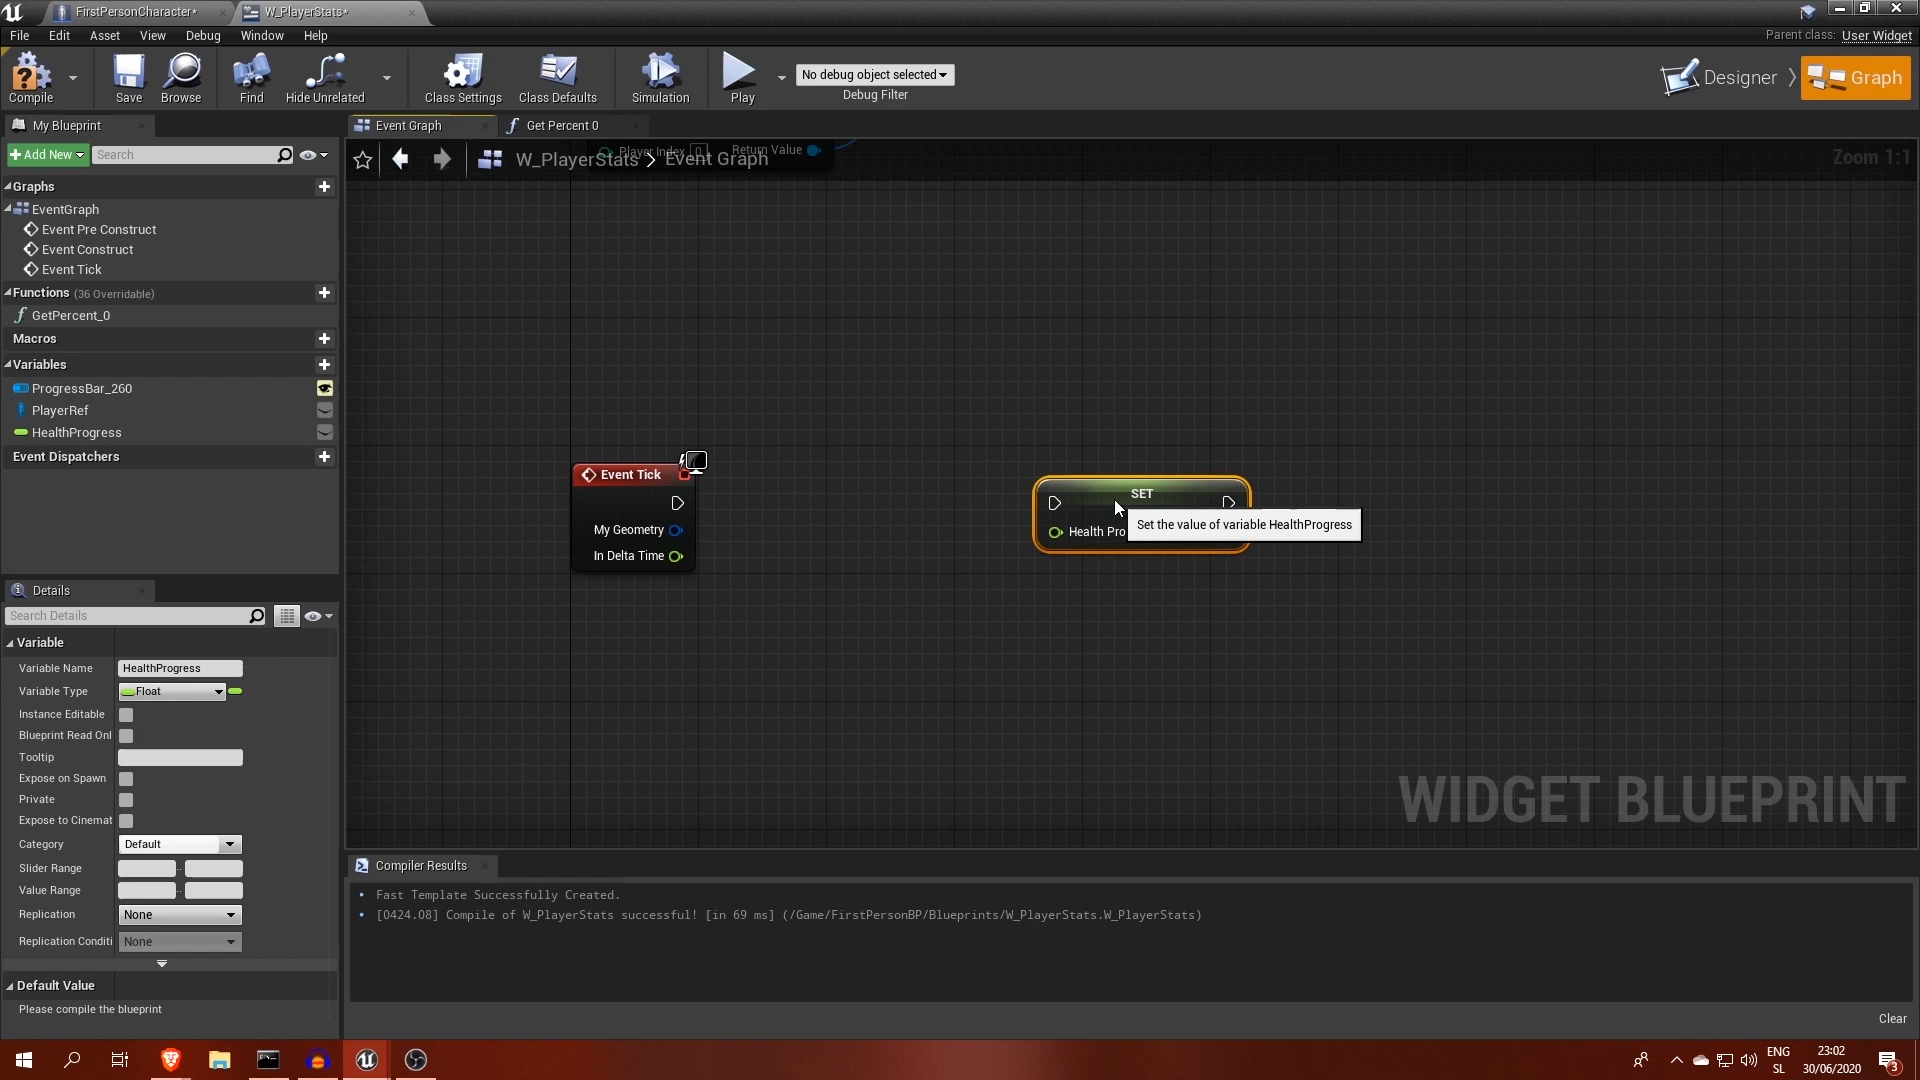 FirstPersonCharacter*
W_PlayerStats*
File Edit Asset View Debug Window Help
Parent class: User Widget
Compile
Save
Browse
Find
Hide Unrelated
Class Settings
Class Defaults
Simulation
Play
No debug object selected
Debug Filter
Designer
Graph
My Blueprint
Add New
Search
Graphs
EventGraph
Event Pre Construct
Event Construct
Event Tick
Functions (36 Overridable)
GetPercent_0
Macros
Variables
ProgressBar_260
PlayerRef
HealthProgress
Event Dispatchers
Event Graph
Get Percent 0
W_PlayerStats > Event Graph
Player Index 0 Return Value
Zoom 1:1
Event Tick
My Geometry
In Delta Time
SET
Health Pro
Set the value of variable HealthProgress
WIDGET BLUEPRINT
Details
Search Details
Variable
Variable Name HealthProgress
Variable Type Float
Instance Editable
Blueprint Read Onl
Tooltip
Expose on Spawn
Private
Expose to Cinemat
Category Default
Slider Range
Value Range
Replication None
Replication Conditi None
Default Value
Please compile the blueprint
Compiler Results
Fast Template Successfully Created.
[0424.08] Compile of W_PlayerStats successful! [in 69 ms] (/Game/FirstPersonBP/Blueprints/W_PlayerStats.W_PlayerStats)
Clear
ENG
SL
23:02
30/06/2020
3